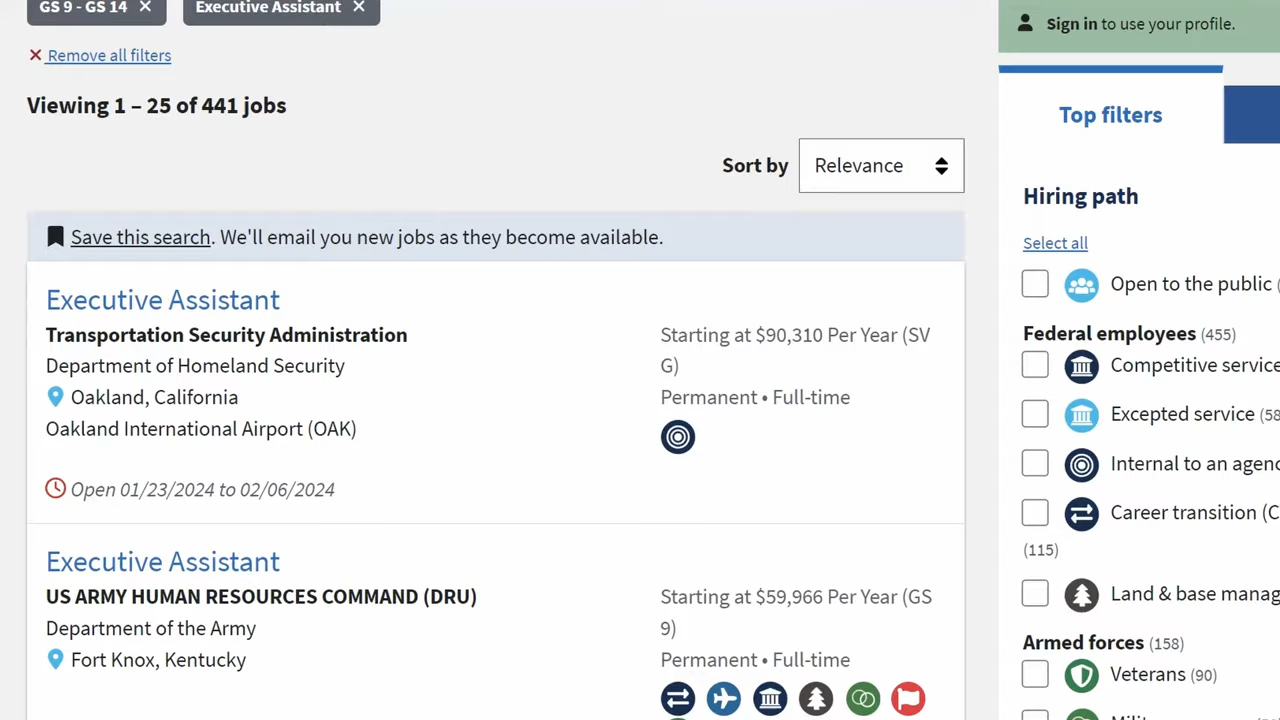 GS 9 - GS 14 ✕ Executive Assistant ✕
✕ Remove all filters
Viewing 1 – 25 of 441 jobs
Sort by Relevance
Save this search. We'll email you new jobs as they become available.
Executive Assistant
Transportation Security Administration
Department of Homeland Security
Oakland, California
Oakland International Airport (OAK)
Starting at $90,310 Per Year (SV
G)
Permanent • Full-time
Open 01/23/2024 to 02/06/2024
Executive Assistant
US ARMY HUMAN RESOURCES COMMAND (DRU)
Department of the Army
Fort Knox, Kentucky
Starting at $59,966 Per Year (GS
9)
Permanent • Full-time
Sign in to use your profile.
Top filters
Hiring path
Select all
Open to the public (
Federal employees (455)
Competitive service
Excepted service (58
Internal to an agenc
Career transition (C
(115)
Land & base manag
Armed forces (158)
Veterans (90)